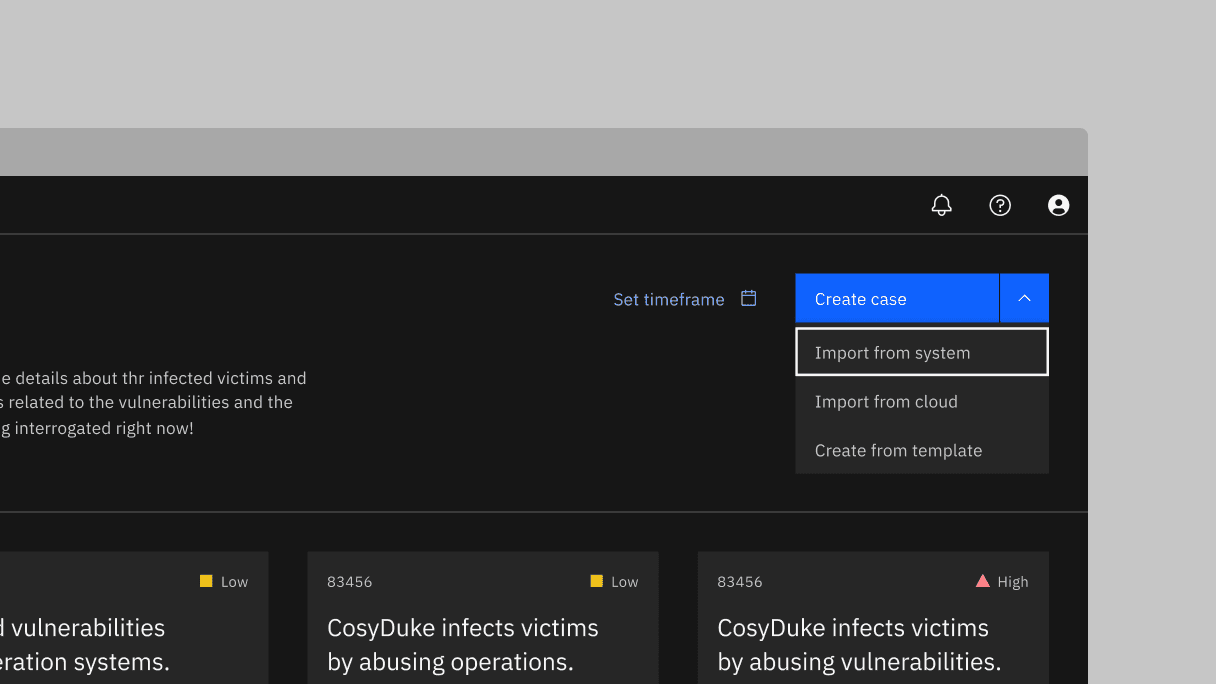 Set timeframe
Create case
Import from system
Import from cloud
Create from template
details about thr infected victims and
related to the vulnerabilities and the
interrogated right now!
Low
vulnerabilities
systems.
83456
Low
CosyDuke infects victims
by abusing operations.
83456
High
CosyDuke infects victims
by abusing vulnerabilities.